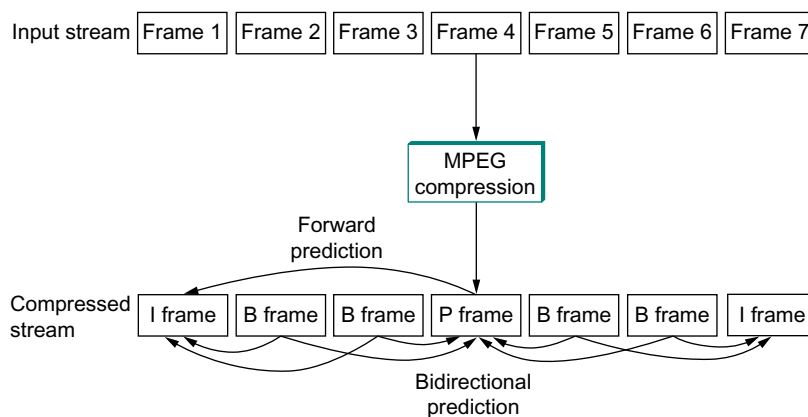 Input stream Frame 1 Frame 2 Frame 3 Frame 4 Frame 5 Frame 6 Frame 7
MPEG
compression
Forward
prediction
Compressed
stream
I frame B frame B frame P frame B frame B frame I frame
Bidirectional
prediction